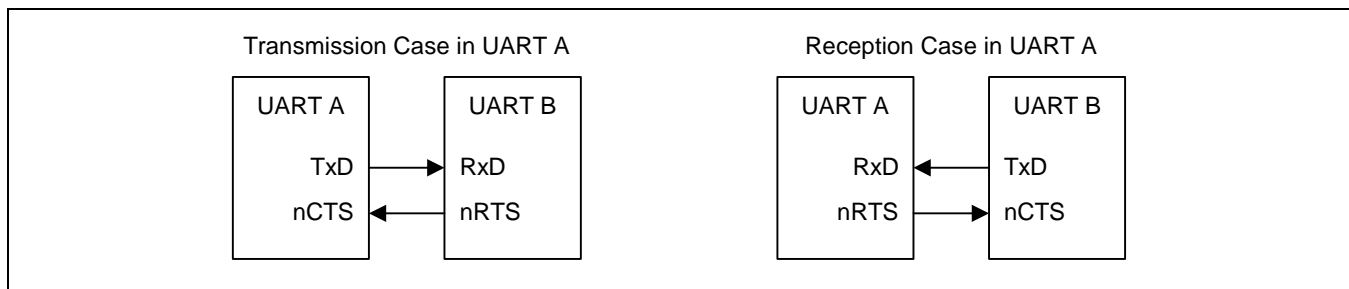 Transmission Case in UART A
UART A
UART B
TxD
RxD
nCTS
nRTS
Reception Case in UART A
UART A
UART B
RxD
TxD
nRTS
nCTS